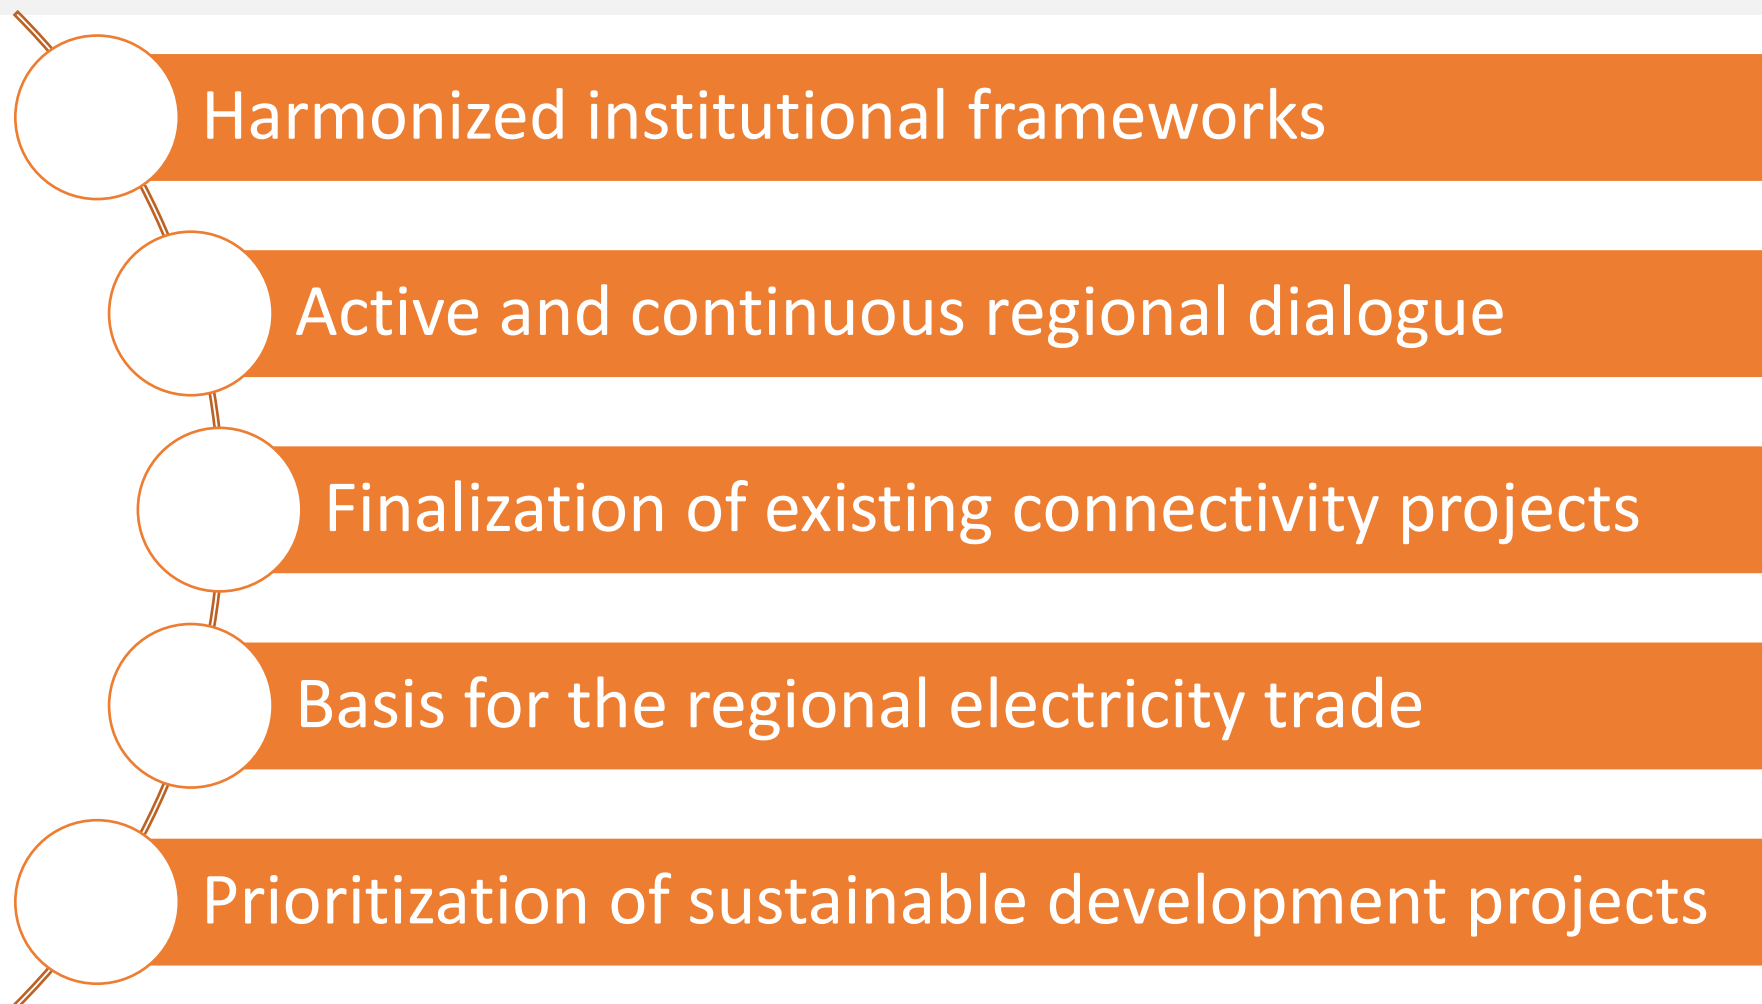 Harmonized institutional frameworks
Active and continuous regional dialogue
Finalization of existing connectivity projects
Basis for the regional electricity trade
Prioritization of sustainable development projects